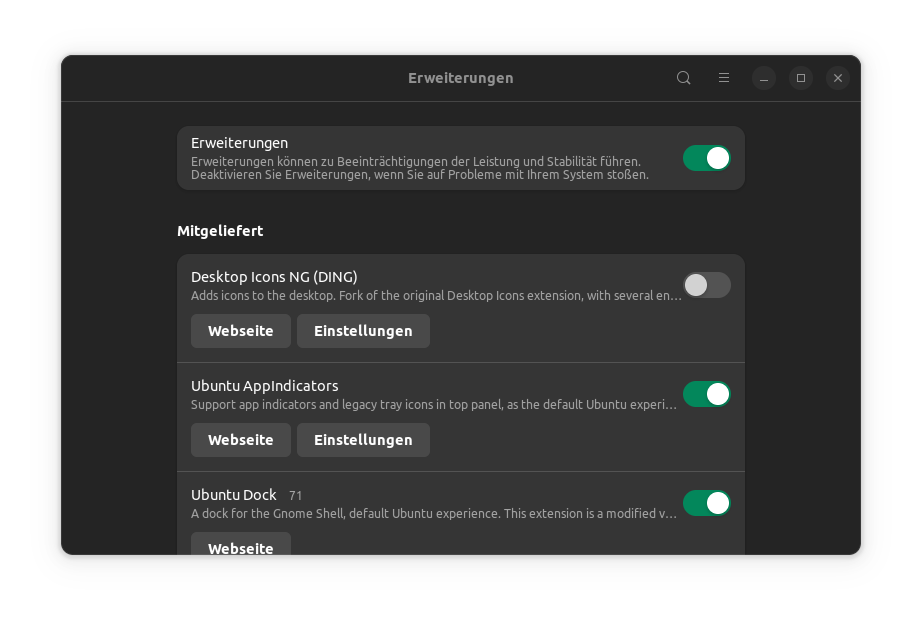 Erweiterungen
Erweiterungen
Erweiterungen können zu Beeinträchtigungen der Leistung und Stabilität führen.
Deaktivieren Sie Erweiterungen, wenn Sie auf Probleme mit Ihrem System stoßen.
Mitgeliefert
Desktop Icons NG (DING)
Adds icons to the desktop. Fork of the original Desktop Icons extension, with several en…
Webseite Einstellungen
Ubuntu AppIndicators
Support app indicators and legacy tray icons in top panel, as the default Ubuntu experi…
Webseite Einstellungen
Ubuntu Dock 71
A dock for the Gnome Shell, default Ubuntu experience. This extension is a modified v…
Webseite